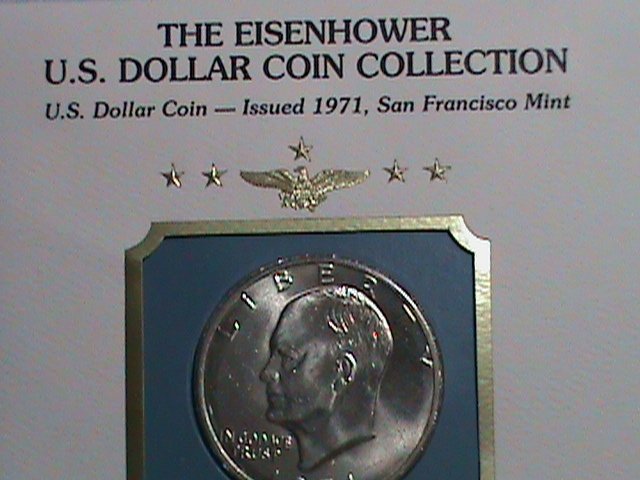 THE EISENHOWER
U.S. DOLLAR COIN COLLECTION
U.S. Dollar Coin — Issued 1971, San Francisco Mint
LIBERTY
IN GOD WE
TRUST